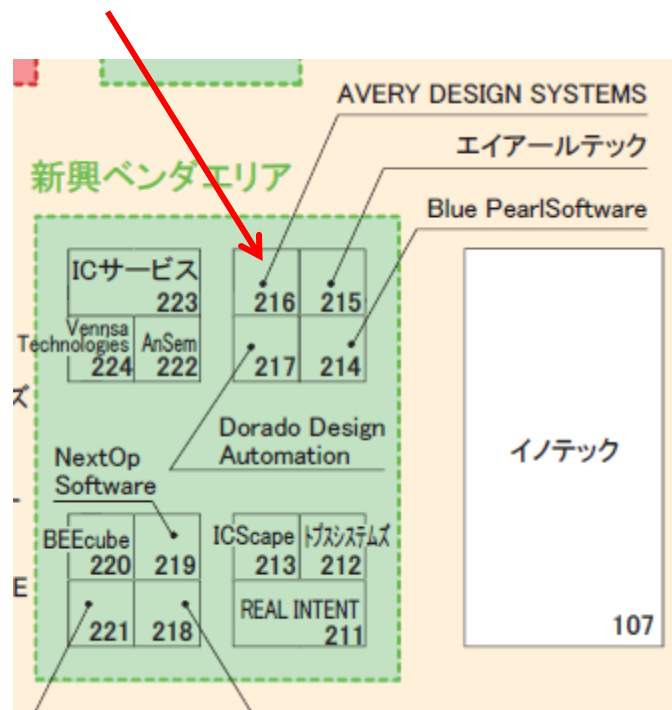 AVERY DESIGN SYSTEMS
エイアールテック
新興ベンダエリア
Blue PearlSoftware
ICサービス
223
216
215
Vennsa
Technologies
AnSem
224
222
217
214
ズ
Dorado Design
Automation
イノテック
NextOp
Software
ー
BEEcube
ICScape
トプスシステムズ
220
219
213
212
E
REAL INTENT
221
218
211
107